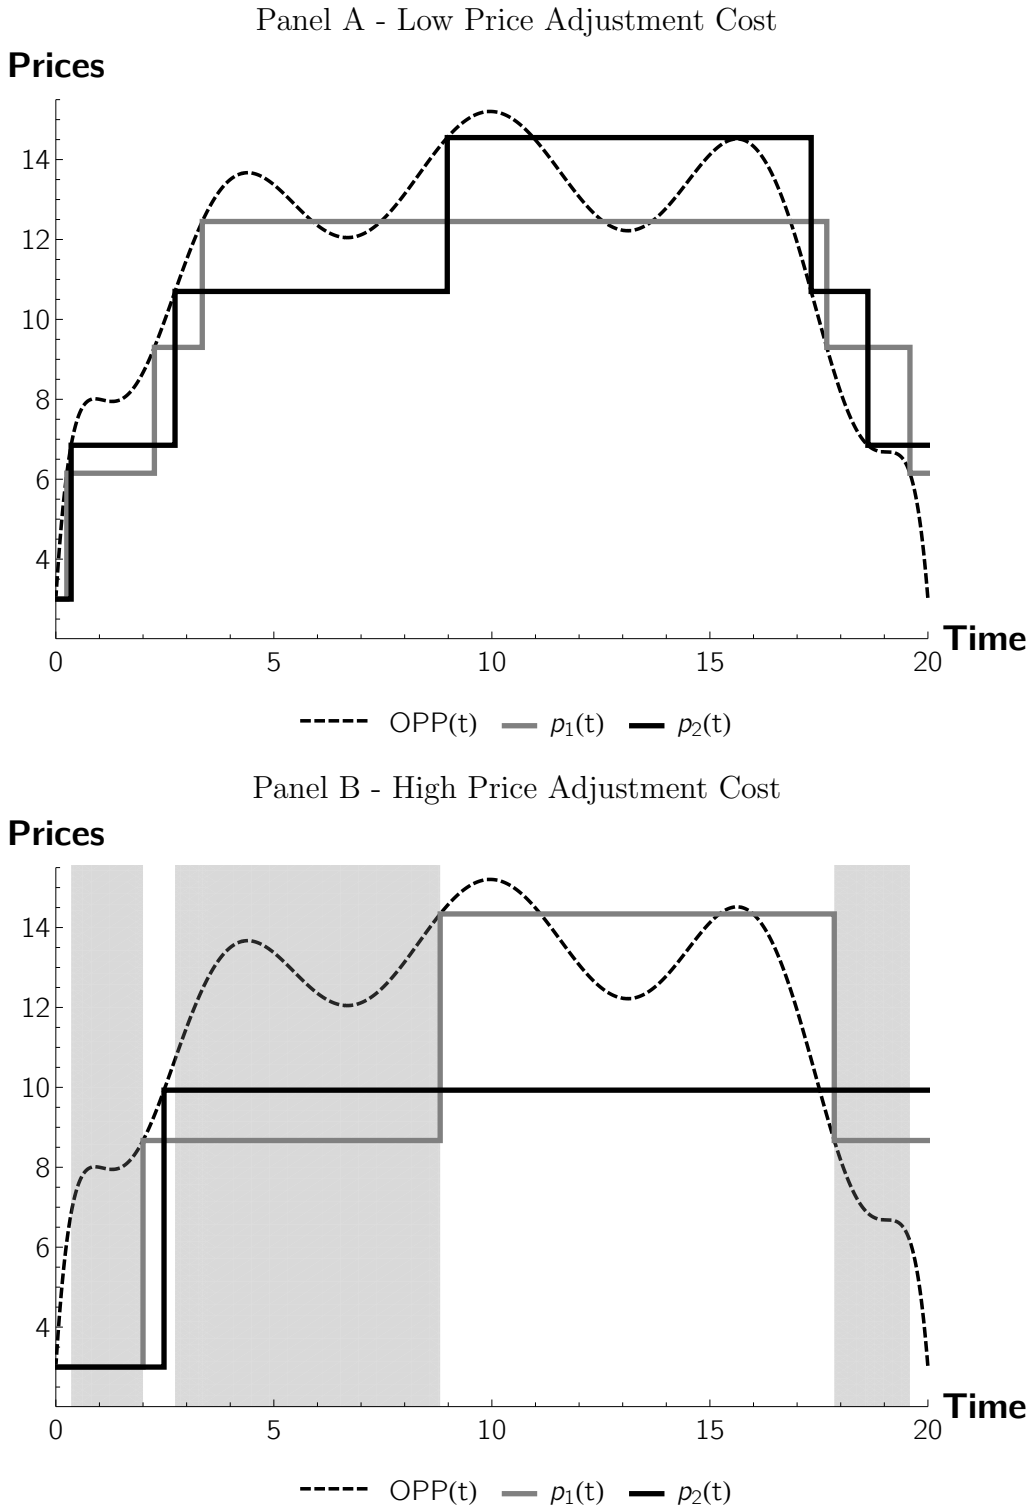 Panel A - Low Price Adjustment Cost
Prices
14
12
10
8
6
4
0 5 10 15 20 Time
OPP(t) p₁(t) p₂(t)
Panel B - High Price Adjustment Cost
Prices
14
12
10
8
6
4
0 5 10 15 20 Time
OPP(t) p₁(t) p₂(t)